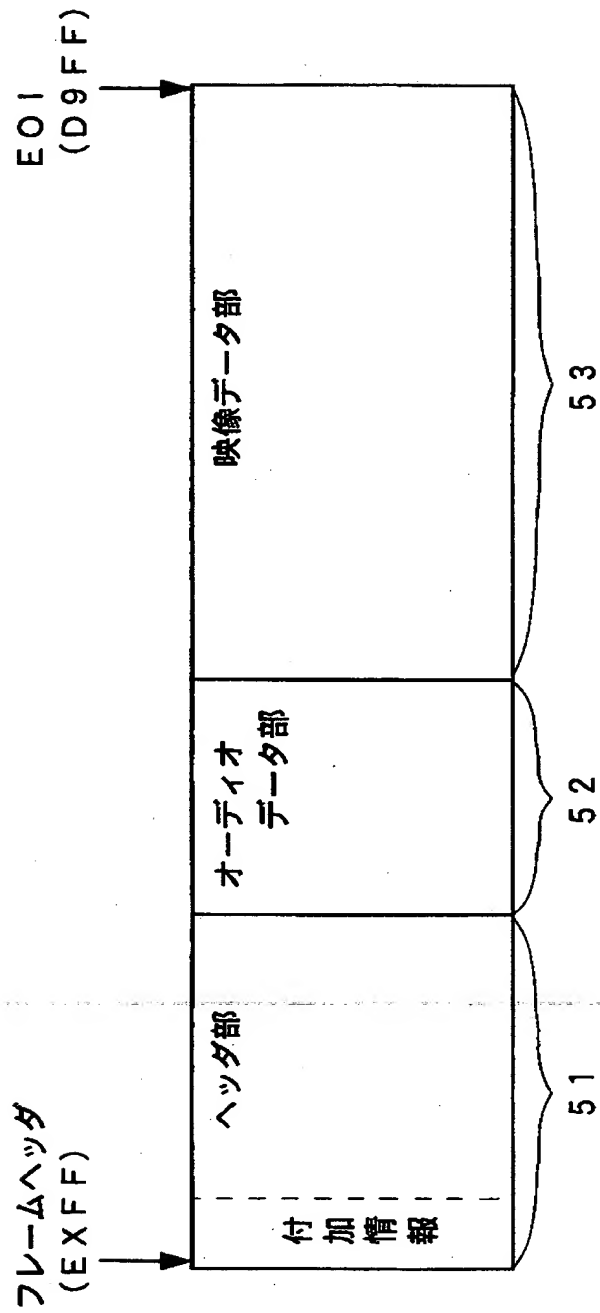 フレームヘッダ
(EXFF)
EOI
(D9FF)
付加情報
ヘッダ部
オーディオ
データ部
映像データ部
51
52
53